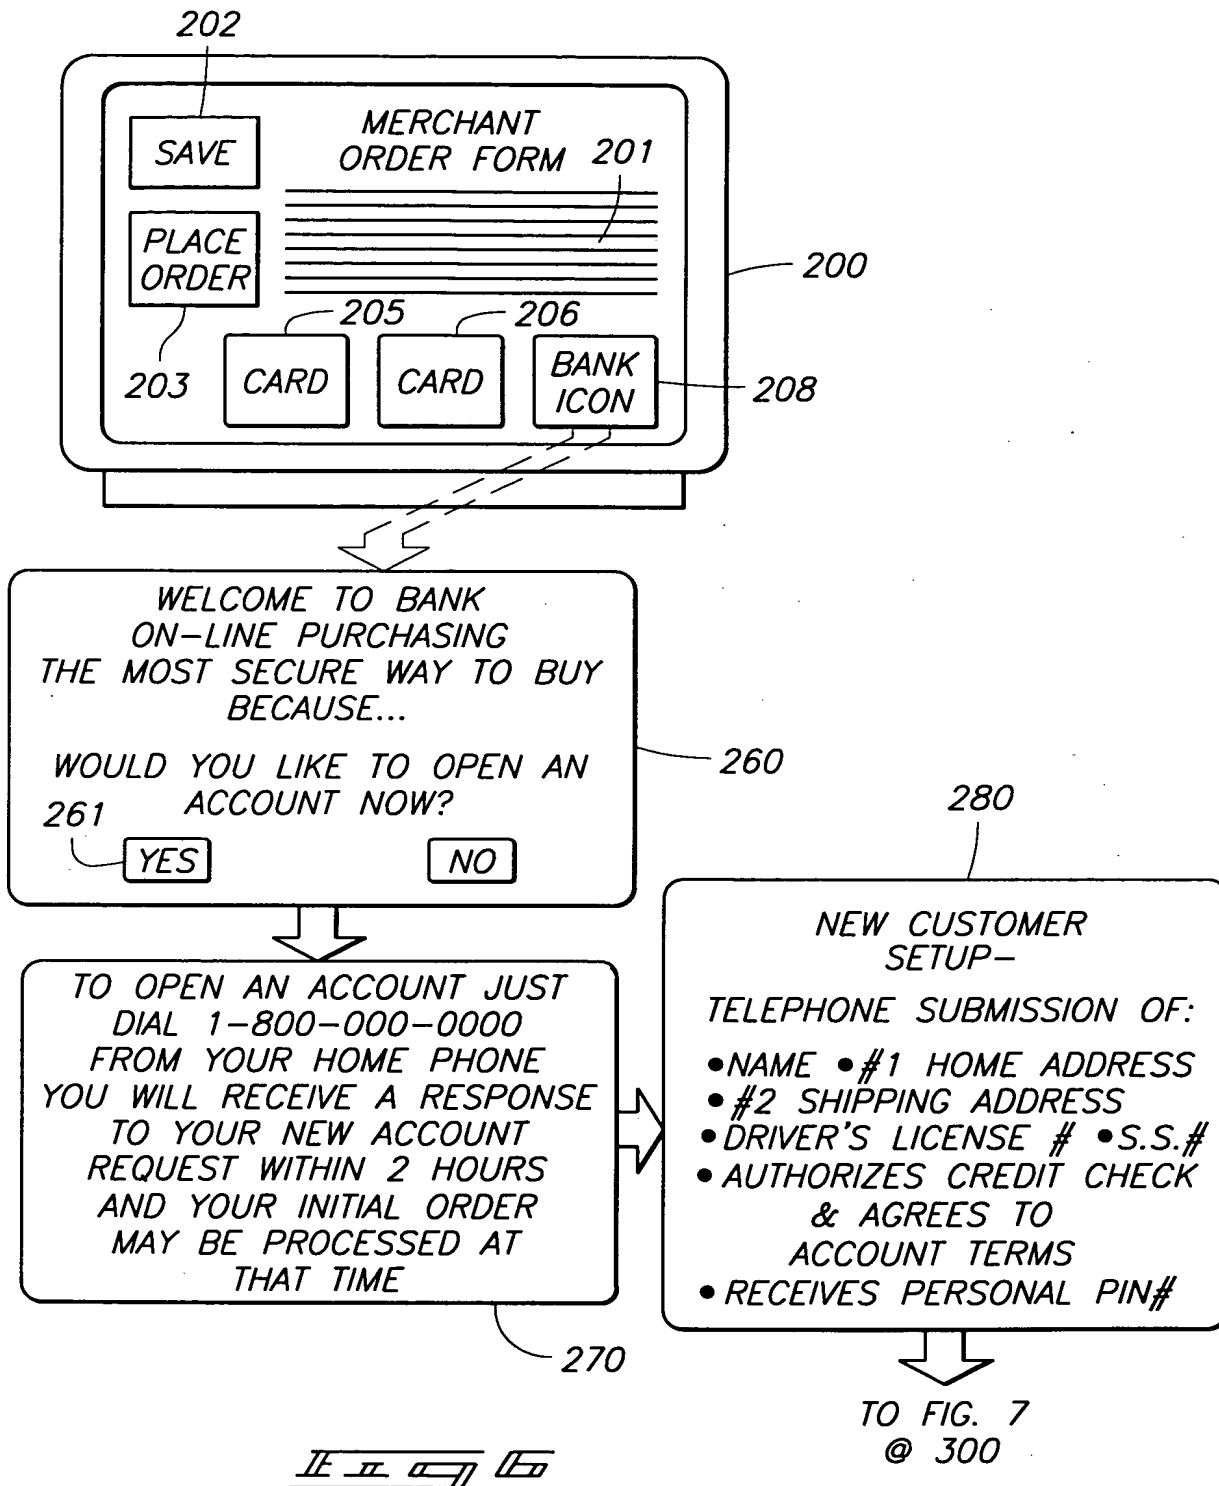 202
SAVE
MERCHANT
ORDER FORM
201
PLACE
ORDER
200
203
205
CARD
206
CARD
BANK
ICON
208
WELCOME TO BANK
ON-LINE PURCHASING
THE MOST SECURE WAY TO BUY
BECAUSE...
WOULD YOU LIKE TO OPEN AN
ACCOUNT NOW?
260
261
YES
NO
TO OPEN AN ACCOUNT JUST
DIAL 1-800-000-0000
FROM YOUR HOME PHONE
YOU WILL RECEIVE A RESPONSE
TO YOUR NEW ACCOUNT
REQUEST WITHIN 2 HOURS
AND YOUR INITIAL ORDER
MAY BE PROCESSED AT
THAT TIME
270
280
NEW CUSTOMER
SETUP-
TELEPHONE SUBMISSION OF:
•NAME •#1 HOME ADDRESS
•#2 SHIPPING ADDRESS
•DRIVER'S LICENSE # •S.S.#
•AUTHORIZES CREDIT CHECK
& AGREES TO
ACCOUNT TERMS
•RECEIVES PERSONAL PIN#
TO FIG. 7
@ 300
Fig 6